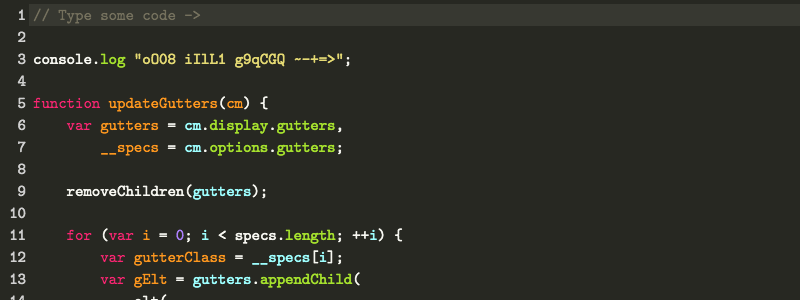 1 // Type some code ->
2
3 console.log "oO08 iIlL1 g9qCGQ ~-+=>";
4
5 function updateGutters(cm) {
6 var gutters = cm.display.gutters,
7 __specs = cm.options.gutters;
8
9 removeChildren(gutters);
10
11 for (var i = 0; i < specs.length; ++i) {
12 var gutterClass = __specs[i];
13 var gElt = gutters.appendChild(
14 elt(